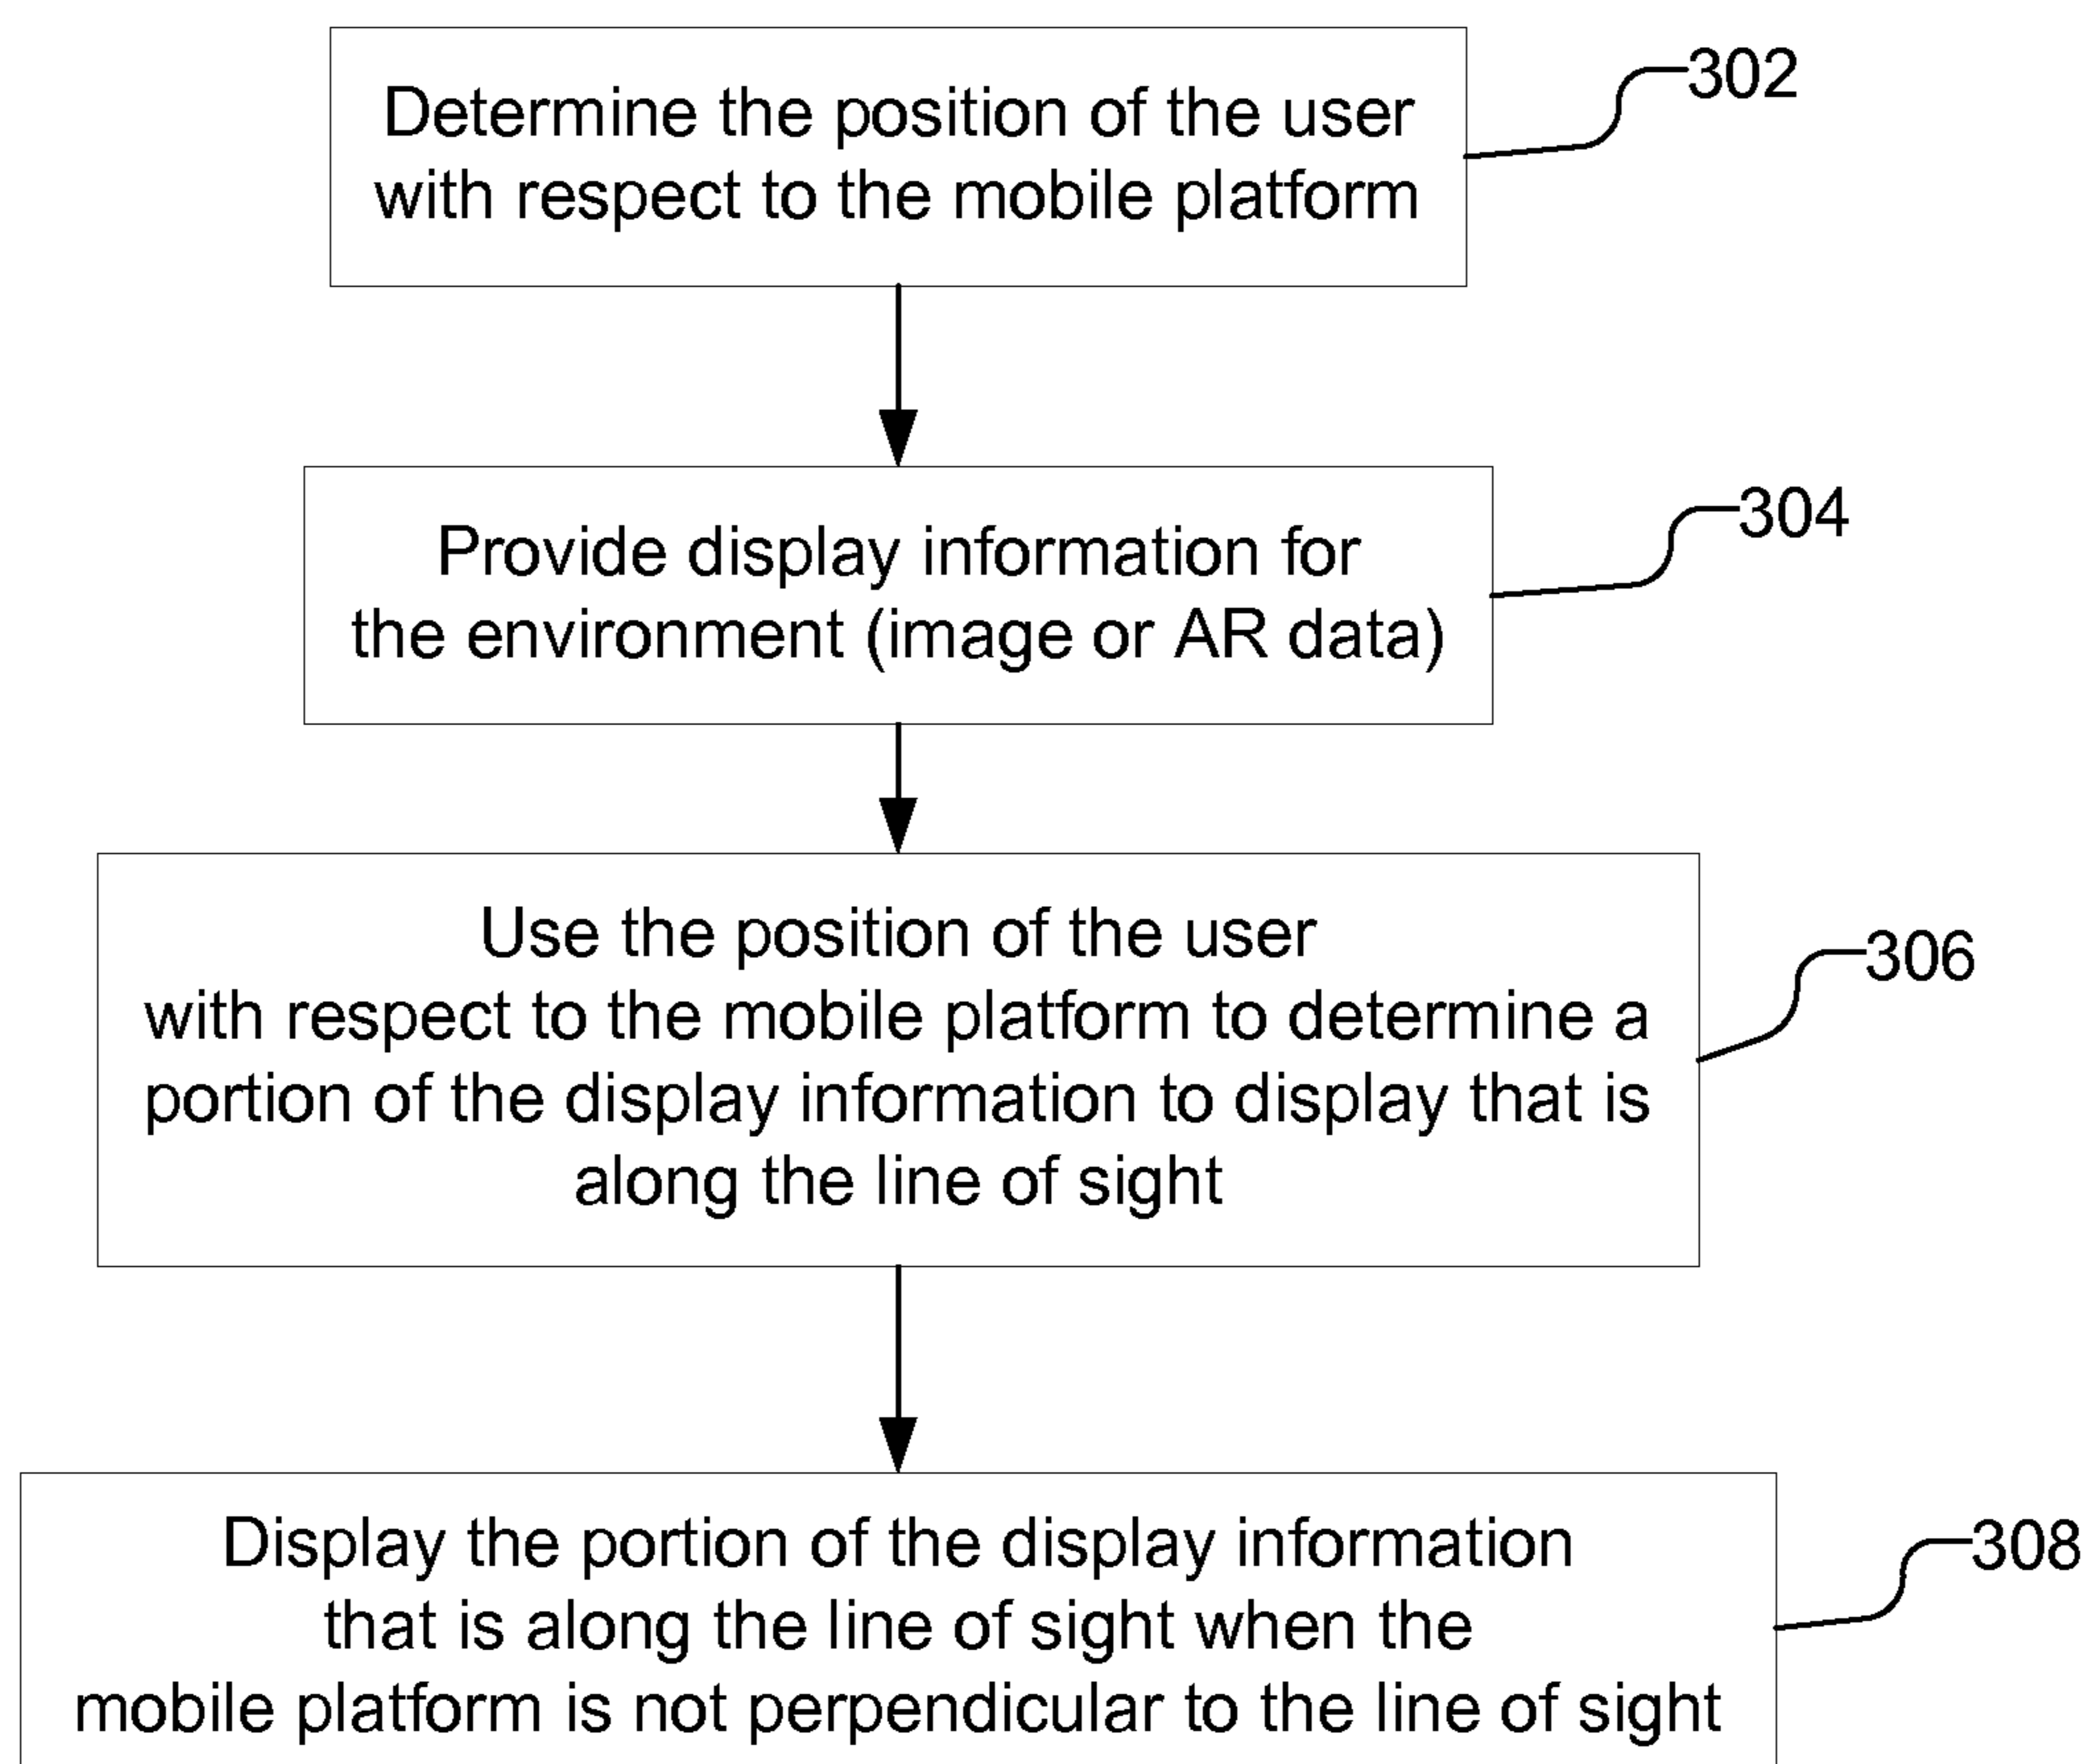 Determine the position of the user
with respect to the mobile platform
302
Provide display information for
the environment (image or AR data)
304
Use the position of the user
with respect to the mobile platform to determine a
portion of the display information to display that is
along the line of sight
306
Display the portion of the display information
that is along the line of sight when the
mobile platform is not perpendicular to the line of sight
308